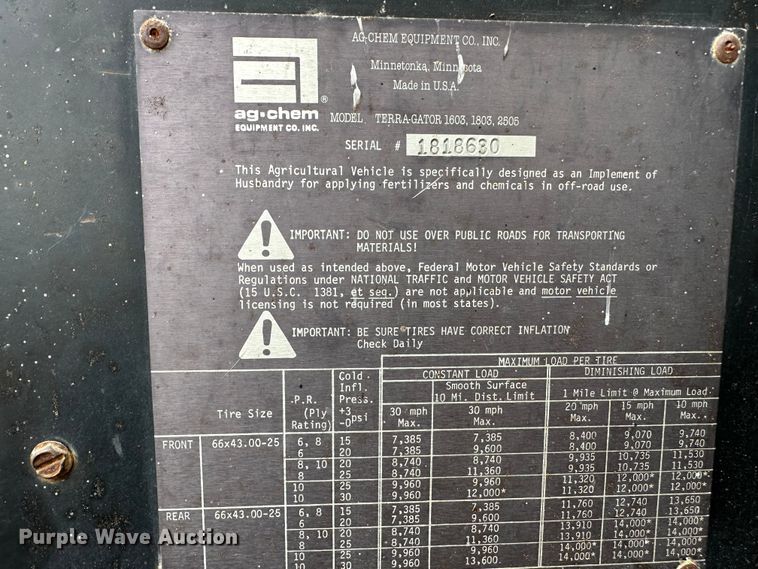 AG-CHEM EQUIPMENT CO., INC.
Minnetonka, Minnesota
Made in U.S.A.
ag·chem®
EQUIPMENT CO. INC.
MODEL TERRA-GATOR 1603, 1803, 2505
SERIAL # 1818630
This Agricultural Vehicle is specifically designed as an Implement of
Husbandry for applying fertilizers and chemicals in off-road use.
IMPORTANT: DO NOT USE OVER PUBLIC ROADS FOR TRANSPORTING
MATERIALS!
When used as intended above, Federal Motor Vehicle Safety Standards or
Regulations under NATIONAL TRAFFIC and MOTOR VEHICLE SAFETY ACT
(15 U.S.C. 1381, et seq.) are not applicable and motor vehicle
licensing is not required (in most states).
IMPORTANT: BE SURE TIRES HAVE CORRECT INFLATION
Check Daily
MAXIMUM LOAD PER TIRE
CONSTANT LOAD DIMINISHING LOAD
Tire Size P.R. (Ply Rating) Cold Infl. Press. +3 -0 psi
Smooth Surface
10 Mi. Dist. Limit 1 Mile Limit @ Maximum Load
30 mph 30 mph 20 mph 15 mph 10 mph
Max. Max. Max. Max. Max.
FRONT 66x43.00-25 6, 8 15 7,385 7,385 8,400 9,070 9,740
6 20 7,385 9,600 8,400 9,070 9,740
8, 10 20 8,740 8,740 9,935 10,735 11,530
8 25 8,740 11,360 9,935 10,735 11,530
10 25 9,960 9,960 11,320 12,000* 12,000*
10 30 9,960 12,000* 11,320 12,000* 12,000*
REAR 66x43.00-25 6, 8 15 7,385 7,385 11,760 12,740 13,650
6 20 7,385 9,600 11,760 12,740 13,650
8, 10 20 8,740 8,740 13,910 14,000* 14,000*
8 25 8,740 11,360 13,910 14,000* 14,000*
10 25 9,960 9,960 14,000* 14,000* 14,000*
10 30 9,960 13,600 14,000* 14,000* 14,000*
Purple Wave Auction